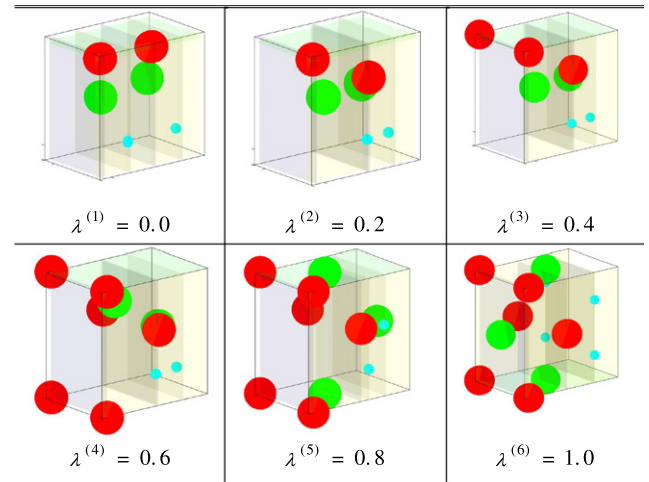 λ⁽¹⁾ = 0.0
λ⁽²⁾ = 0.2
λ⁽³⁾ = 0.4
λ⁽⁴⁾ = 0.6
λ⁽⁵⁾ = 0.8
λ⁽⁶⁾ = 1.0